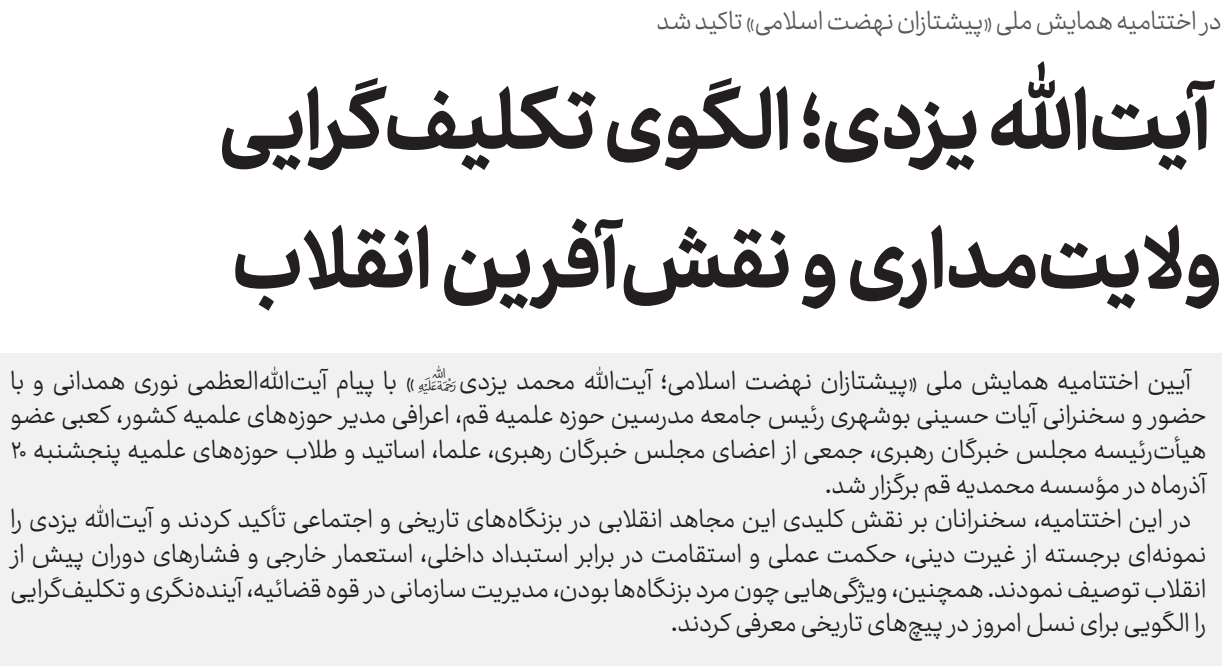 در اختتامیه همایش ملی «پیشتازان نهضت اسلامی» تاکید شد
آیت‌الله یزدی؛ الگوی تکلیف‌گرایی
ولایت‌مداری و نقش‌آفرین انقلاب
آیین اختتامیه همایش ملی «پیشتازان نهضت اسلامی؛ آیت‌الله محمد یزدی رَحْمَةُ‌اللّٰه‌عَلَیْهِ» با پیام آیت‌الله‌العظمی نوری همدانی و با
حضور و سخنرانی آیات حسینی بوشهری رئیس جامعه مدرسین حوزه علمیه قم، اعرافی مدیر حوزه‌های علمیه کشور، کعبی عضو
هیأت‌رئیسه مجلس خبرگان رهبری، جمعی از اعضای مجلس خبرگان رهبری، علما، اساتید و طلاب حوزه‌های علمیه پنجشنبه ۲۰
آذرماه در مؤسسه محمدیه قم برگزار شد.
در این اختتامیه، سخنرانان بر نقش کلیدی این مجاهد انقلابی در بزنگاه‌های تاریخی و اجتماعی تأکید کردند و آیت‌الله یزدی را
نمونه‌ای برجسته از غیرت دینی، حکمت عملی و استقامت در برابر استبداد داخلی، استعمار خارجی و فشارهای دوران پیش از
انقلاب توصیف نمودند. همچنین، ویژگی‌هایی چون مرد بزنگاه‌ها بودن، مدیریت سازمانی در قوه قضائیه، آینده‌نگری و تکلیف‌گرایی
را الگویی برای نسل امروز در پیچ‌های تاریخی معرفی کردند.